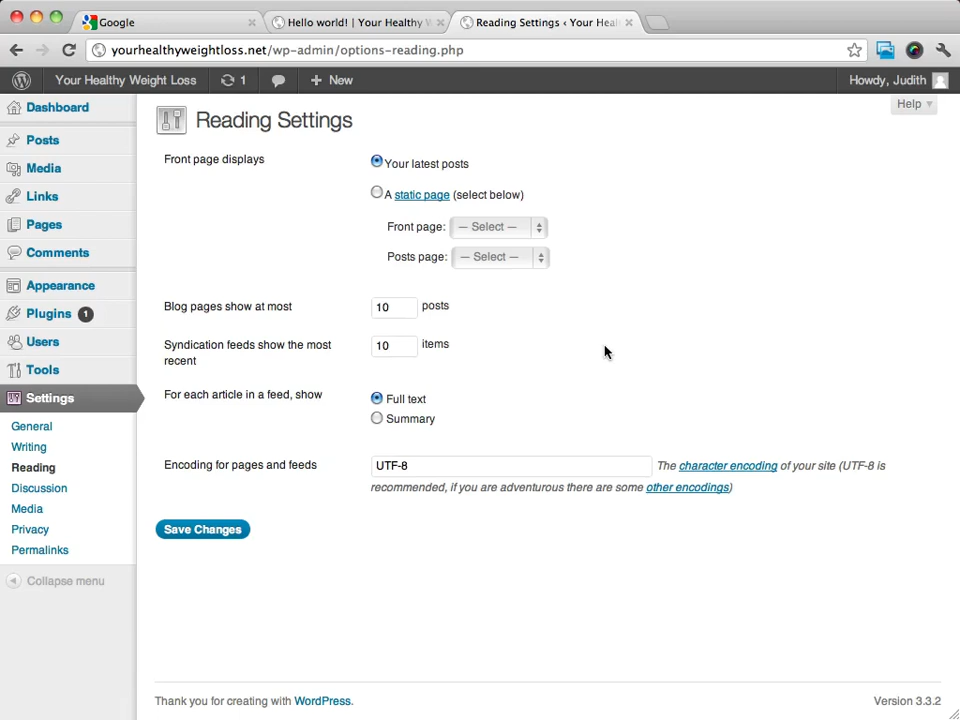 Google
Hello world! | Your Healthy W
Reading Settings ‹ Your Heal
yourhealthyweightloss.net/wp-admin/options-reading.php
Your Healthy Weight Loss
1
New
Howdy, Judith
Help
Dashboard
Posts
Media
Links
Pages
Comments
Appearance
Plugins 1
Users
Tools
Settings
General
Writing
Reading
Discussion
Media
Privacy
Permalinks
Collapse menu
Reading Settings
Front page displays
Your latest posts
A static page (select below)
Front page: — Select —
Posts page: — Select —
Blog pages show at most 10 posts
Syndication feeds show the most 10 items
recent
For each article in a feed, show Full text
Summary
Encoding for pages and feeds UTF-8 The character encoding of your site (UTF-8 is
recommended, if you are adventurous there are some other encodings)
Save Changes
Thank you for creating with WordPress.
Version 3.3.2